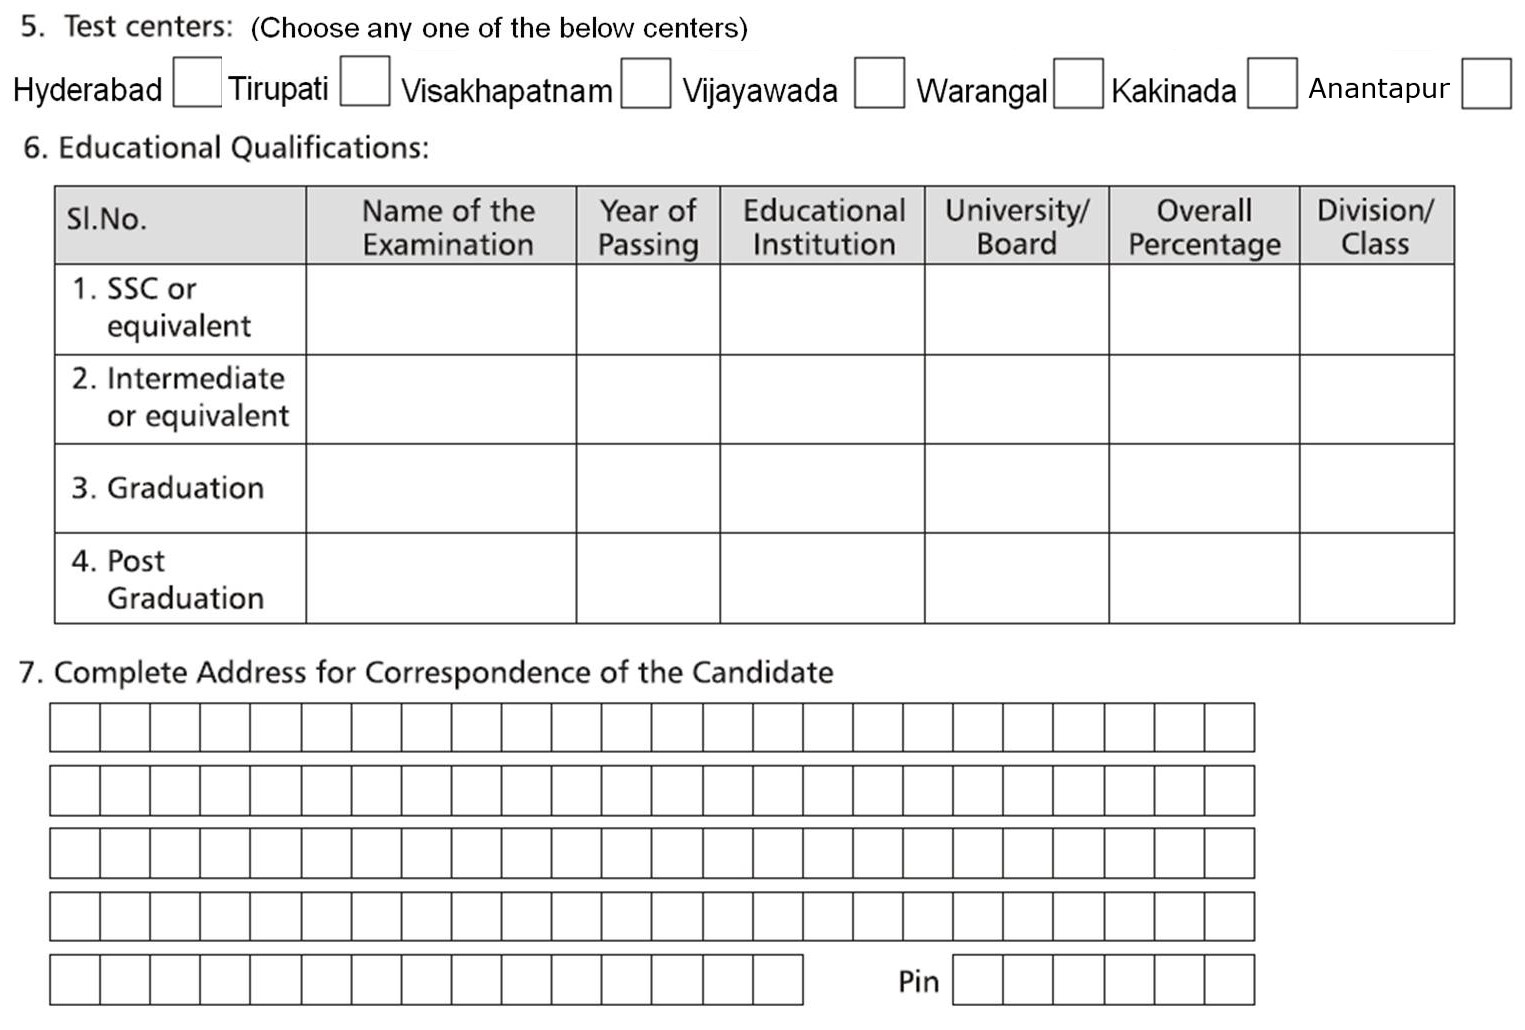 5. Test centers: (Choose any one of the below centers)
Hyderabad Tirupati Visakhapatnam Vijayawada Warangal Kakinada Anantapur
6. Educational Qualifications:
Sl.No. Name of the Examination Year of Passing Educational Institution University/ Board Overall Percentage Division/ Class
1. SSC or
equivalent
2. Intermediate
or equivalent
3. Graduation
4. Post
Graduation
7. Complete Address for Correspondence of the Candidate
Pin